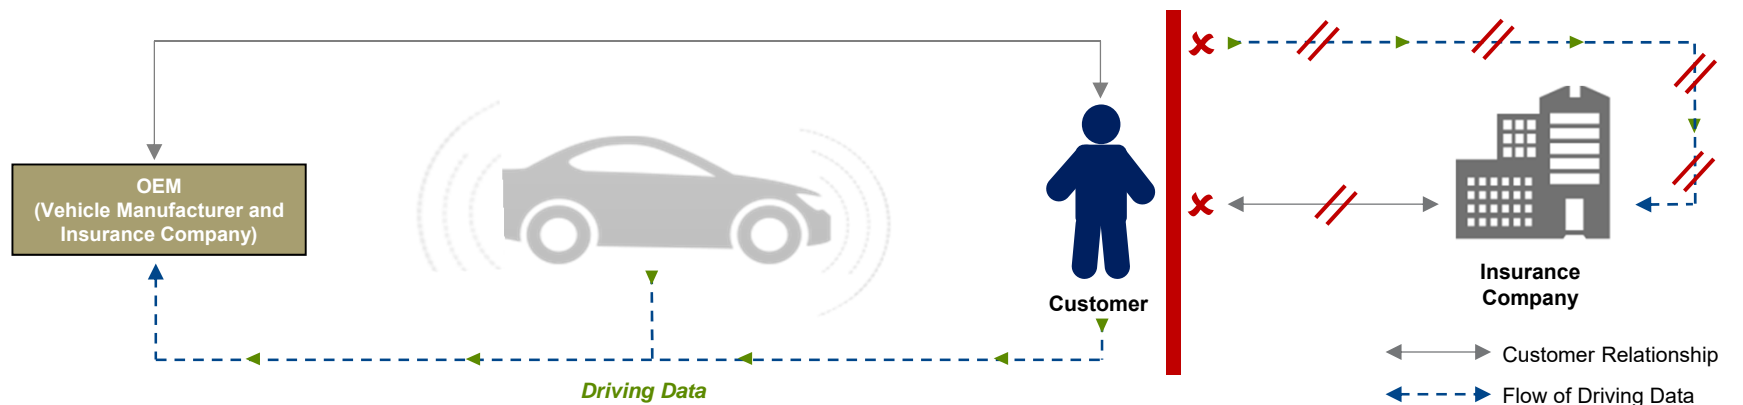 OEM
(Vehicle Manufacturer and
Insurance Company)
Customer
Insurance
Company
Driving Data
Customer Relationship
Flow of Driving Data